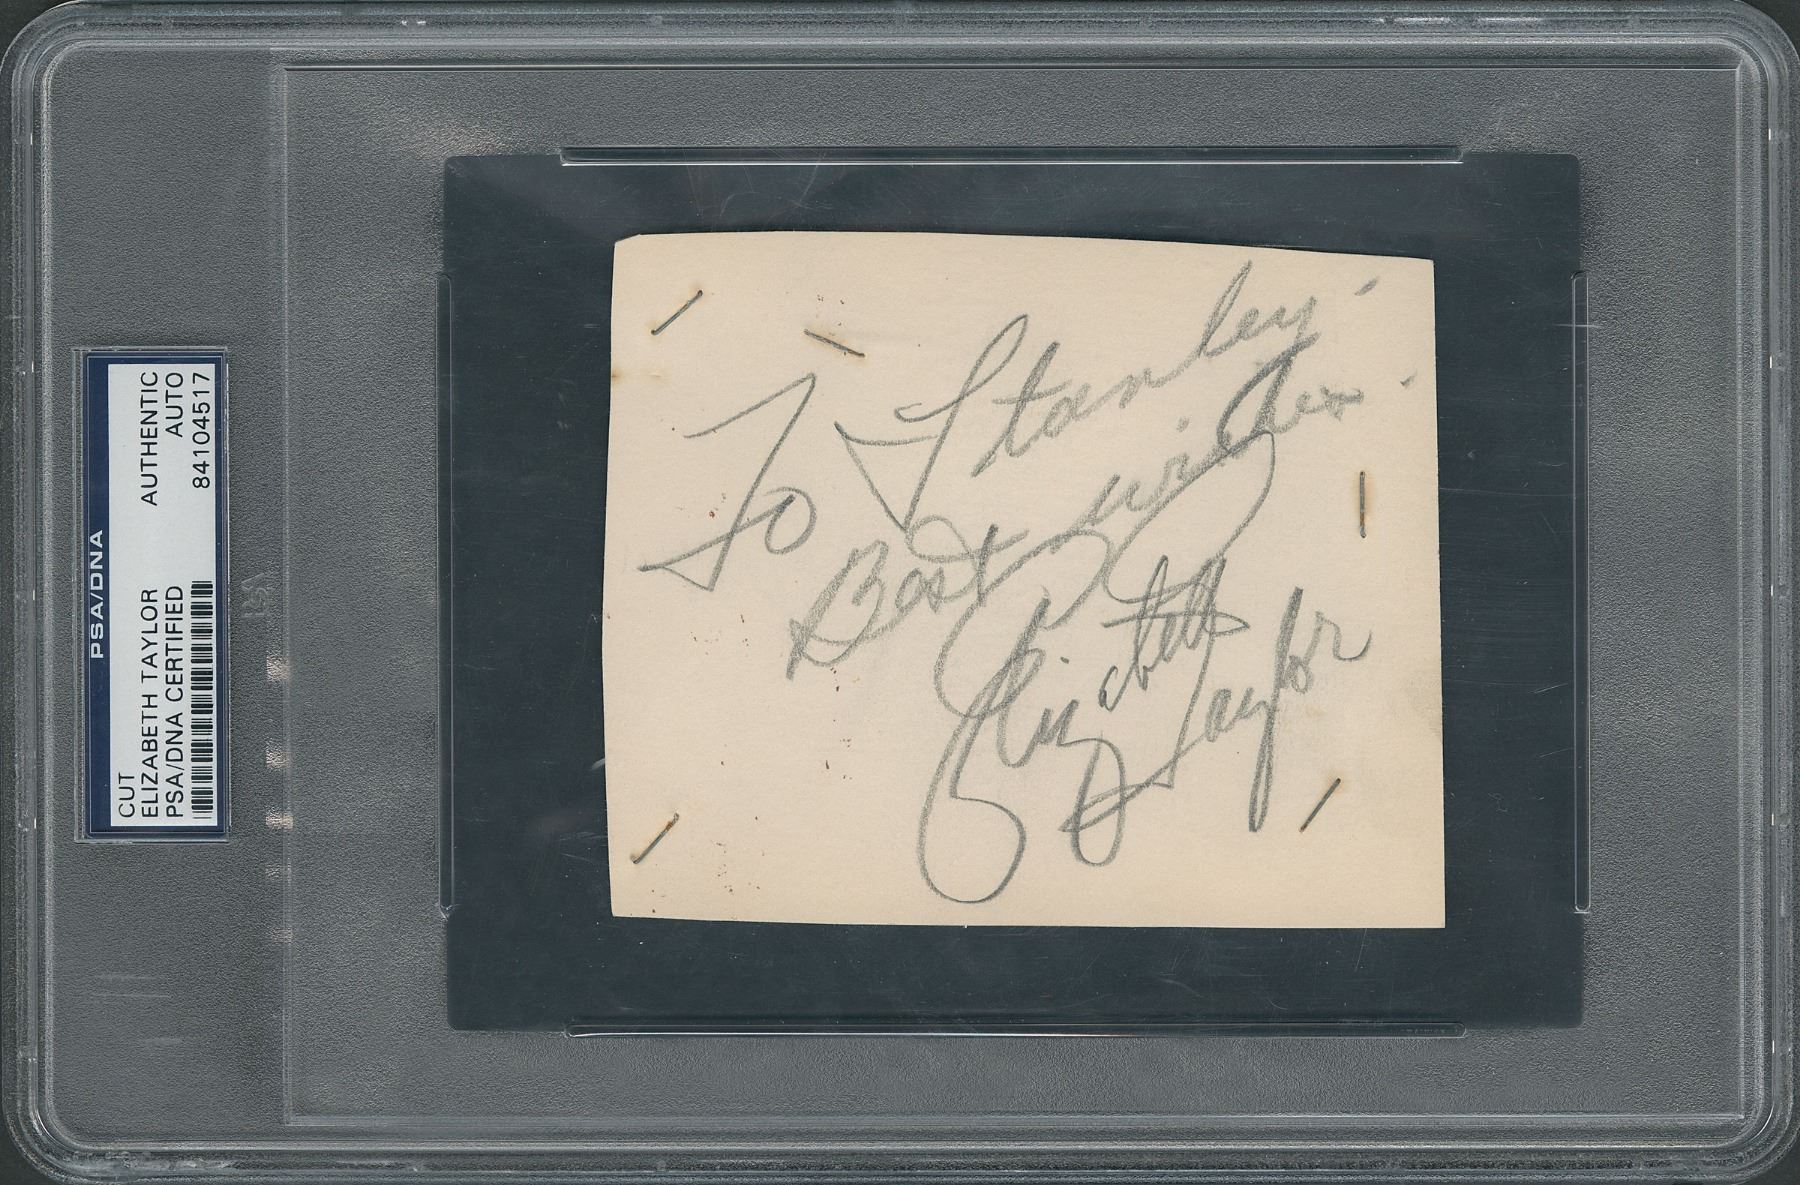 PSA/DNA
CUT
AUTHENTIC
ELIZABETH TAYLOR
AUTO
PSA/DNA CERTIFIED
84104517
To Stanley
Best wishes
Elizabeth
Taylor